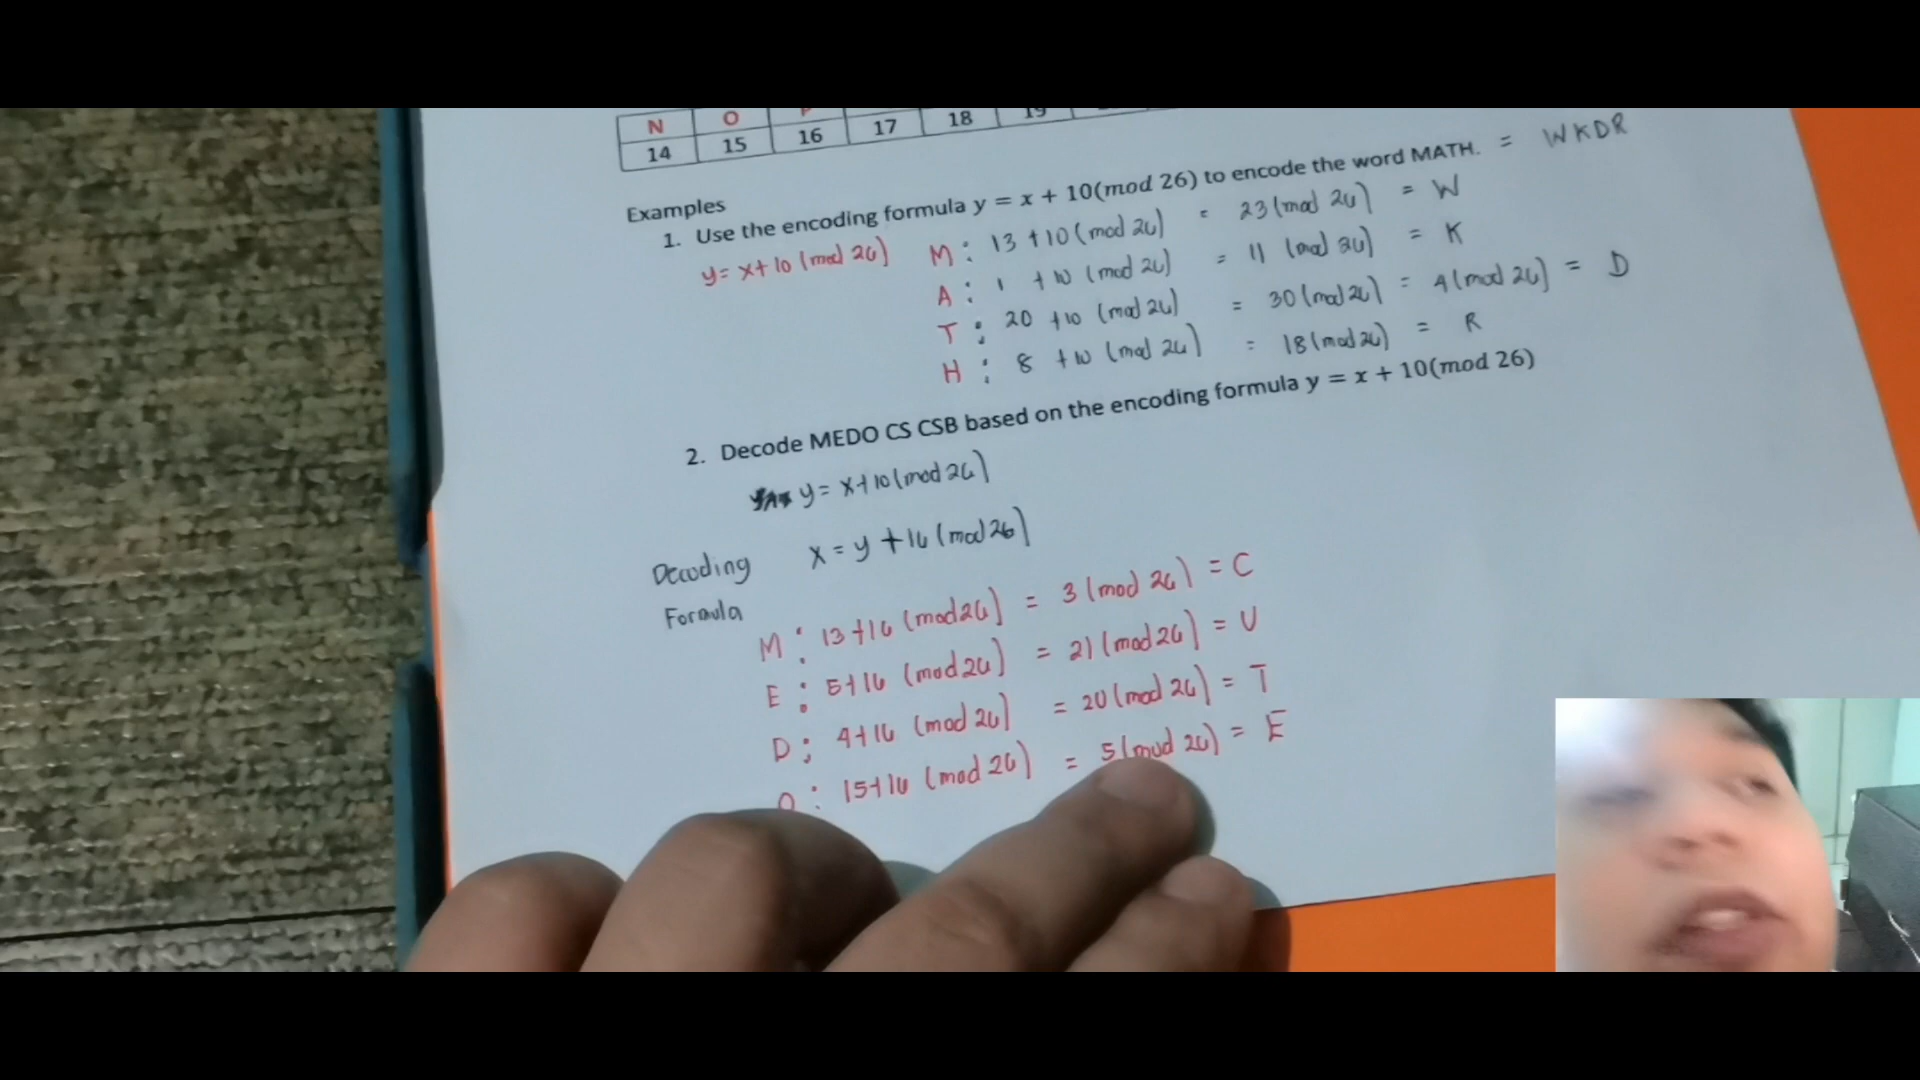 N O P
14 15 16 17 18 19
Examples
1. Use the encoding formula y = x + 10(mod 26) to encode the word MATH. = WKDR
y = x+10 (mod 26) M : 13 +10 (mod 26) = 23 (mod 26) = W
A : 1 +10 (mod 26) = 11 (mod 26) = K
T : 20 +10 (mod 26) = 30 (mod 26) = 4 (mod 26) = D
H : 8 +10 (mod 26) = 18 (mod 26) = R
2. Decode MEDO CS CSB based on the encoding formula y = x + 10(mod 26)
y = x+10 (mod 26)
Decoding x = y +16 (mod 26)
Formula
M : 13+16 (mod 26) = 3 (mod 26) = C
E : 5+16 (mod 26) = 21 (mod 26) = U
D : 4+16 (mod 26) = 20 (mod 26) = T
O : 15+16 (mod 26) = 5 (mod 26) = E